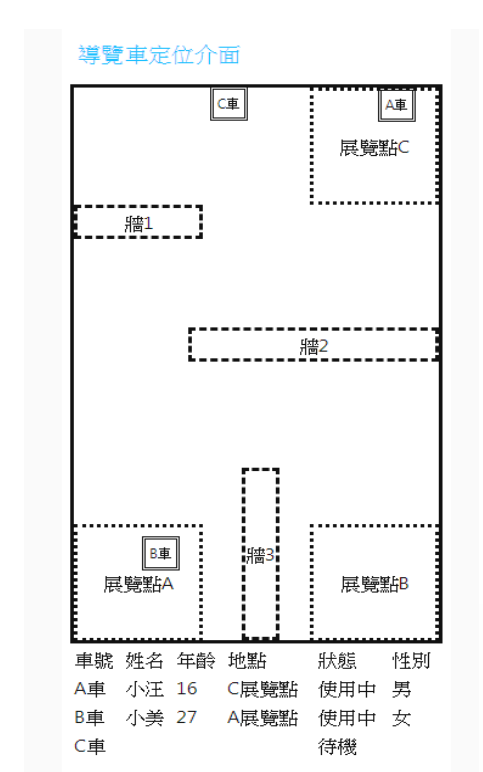 導覽車定位介面
C車
A車
展覽點C
牆1
牆2
B車
牆3
展覽點A
展覽點B
車號 姓名 年齡 地點 狀態 性別
A車 小汪 16 C展覽點 使用中 男
B車 小美 27 A展覽點 使用中 女
C車 待機